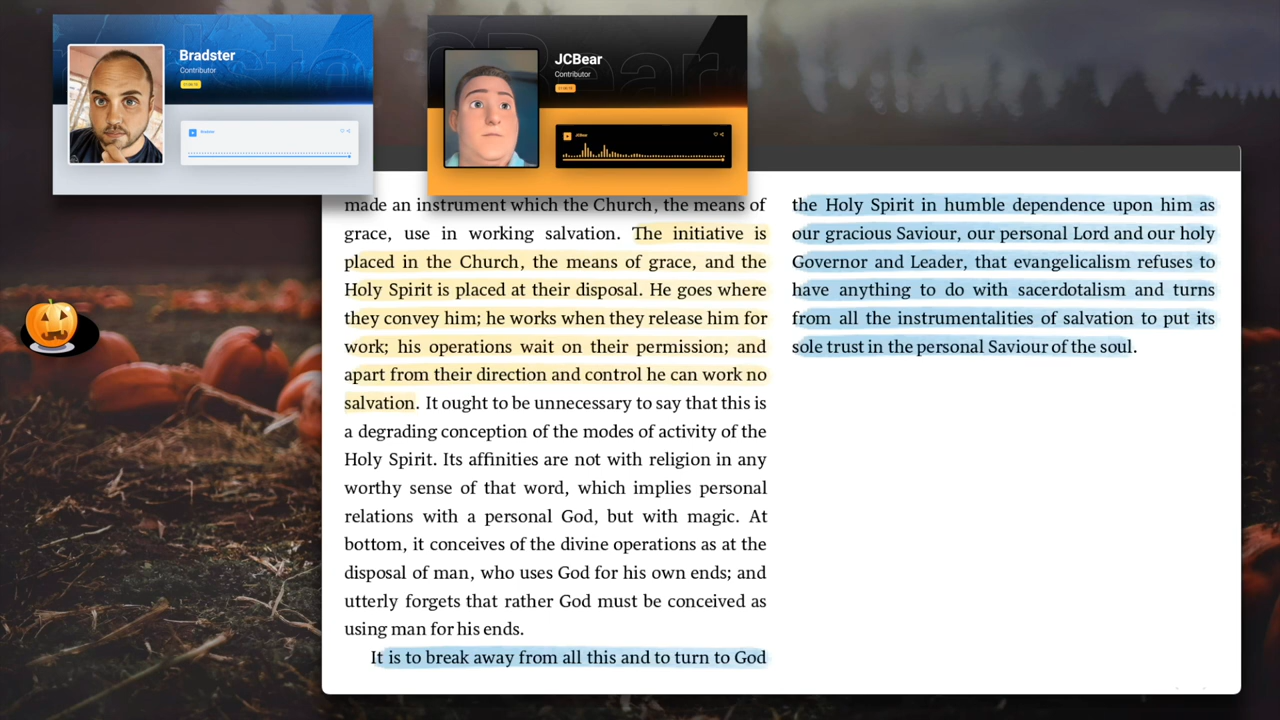 Bradster
Contributor
JCBear
Contributor
JCBear
made an instrument which the Church, the means of
grace, use in working salvation. The initiative is
placed in the Church, the means of grace, and the
Holy Spirit is placed at their disposal. He goes where
they convey him; he works when they release him for
work; his operations wait on their permission; and
apart from their direction and control he can work no
salvation. It ought to be unnecessary to say that this is
a degrading conception of the modes of activity of the
Holy Spirit. Its affinities are not with religion in any
worthy sense of that word, which implies personal
relations with a personal God, but with magic. At
bottom, it conceives of the divine operations as at the
disposal of man, who uses God for his own ends; and
utterly forgets that rather God must be conceived as
using man for his ends.
It is to break away from all this and to turn to God
the Holy Spirit in humble dependence upon him as
our gracious Saviour, our personal Lord and our holy
Governor and Leader, that evangelicalism refuses to
have anything to do with sacerdotalism and turns
from all the instrumentalities of salvation to put its
sole trust in the personal Saviour of the soul.